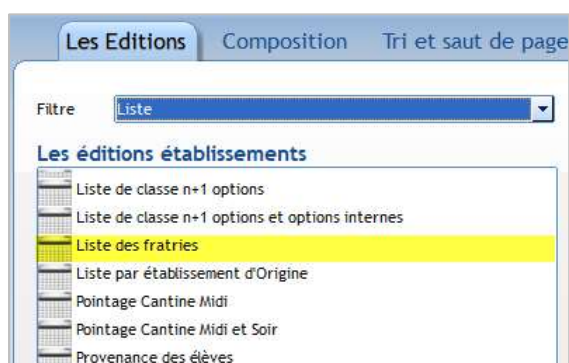 Les Editions Composition Tri et saut de page
Filtre Liste
Les éditions établissements
Liste de classe n+1 options
Liste de classe n+1 options et options internes
Liste des fratries
Liste par établissement d'Origine
Pointage Cantine Midi
Pointage Cantine Midi et Soir
Provenance des élèves